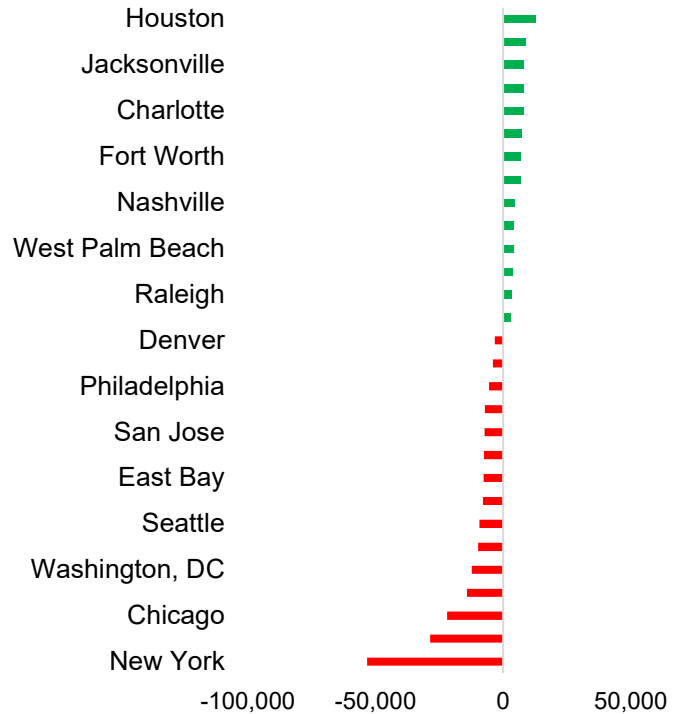 Houston
Jacksonville
Charlotte
Fort Worth
Nashville
West Palm Beach
Raleigh
Denver
Philadelphia
San Jose
East Bay
Seattle
Washington, DC
Chicago
New York
-100,000 -50,000 0 50,000